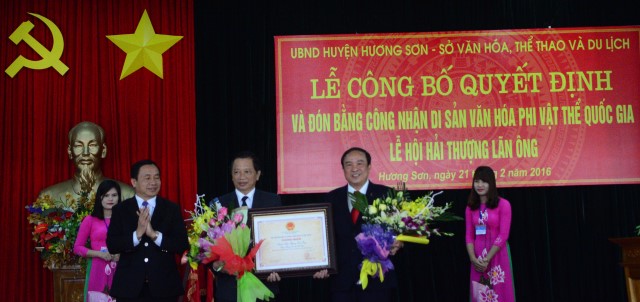 UBND HUYỆN HƯƠNG SƠN - SỞ VĂN HÓA, THỂ THAO VÀ DU LỊCH
LỄ CÔNG BỐ QUYẾT ĐỊNH
VÀ ĐÓN BẰNG CÔNG NHẬN DI SẢN VĂN HÓA PHI VẬT THỂ QUỐC GIA
LỄ HỘI HẢI THƯỢNG LÃN ÔNG
Hương Sơn, ngày 21 tháng 2 năm 2016